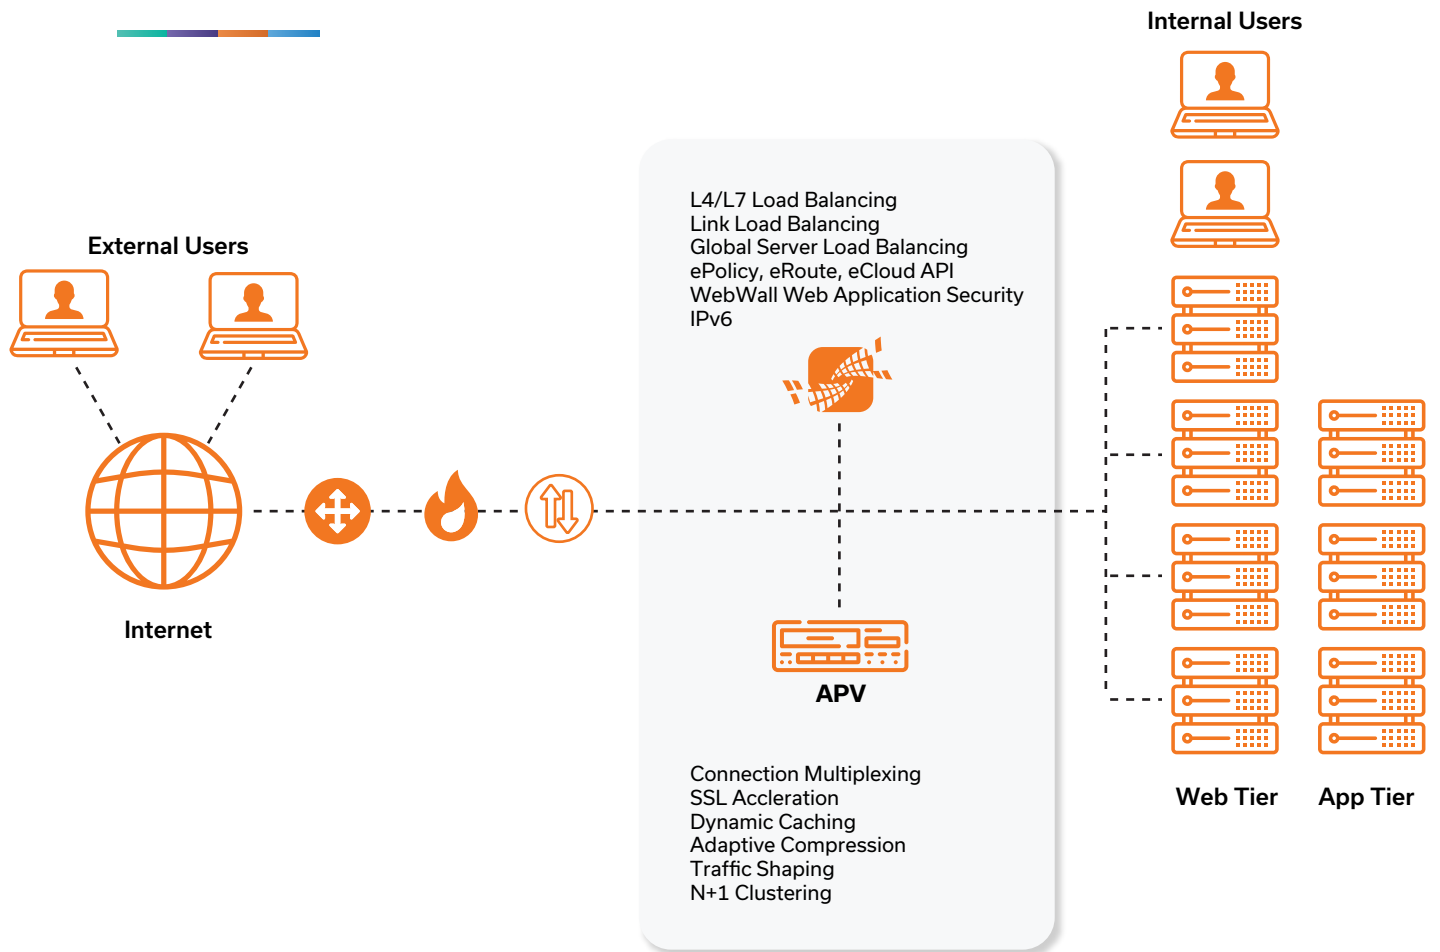 Internal Users
External Users
L4/L7 Load Balancing
Link Load Balancing
Global Server Load Balancing
ePolicy, eRoute, eCloud API
WebWall Web Application Security
IPv6
Internet
APV
Connection Multiplexing
SSL Accleration
Dynamic Caching
Adaptive Compression
Traffic Shaping
N+1 Clustering
Web Tier
App Tier